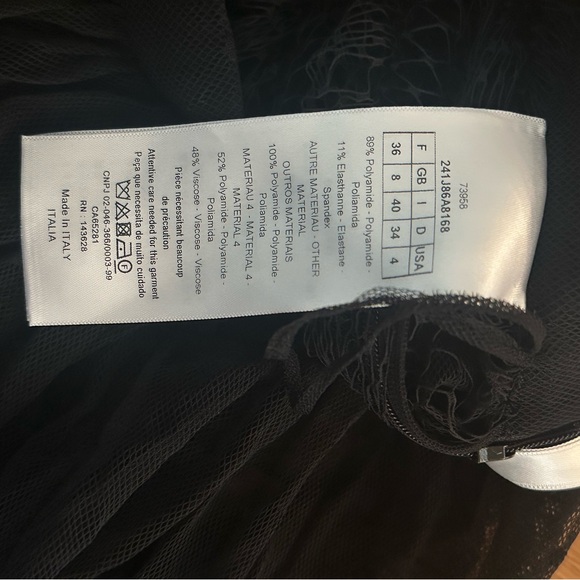 73958
241J86A8168
F GB I D USA
36 8 40 34 4
89% Polyamide - Polyamide -
Poliamida
11% Elasthanne - Elastane -
Spandex
AUTRE MATERIAU - OTHER
MATERIAL
OUTROS MATERIAIS
100% Polyamide - Polyamide -
Poliamida
MATERIAU 4 - MATERIAL 4-
MATERIAL 4
52% Polyamide - Polyamide -
Poliamida
48% Viscose - Viscose - Viscose
Pièce nécessitant beaucoup
de précaution
Attentive care needed for this garment
Peça que necessita de muito cuidado
CNPJ 02-046-366/0003-99
CA65281
RN : 143628
Made in ITALY
ITALIA